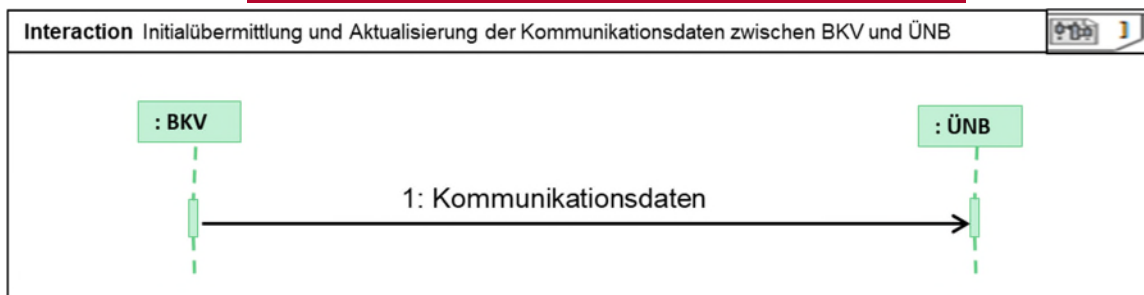 Interaction Initialübermittlung und Aktualisierung der Kommunikationsdaten zwischen BKV und ÜNB
: BKV
: ÜNB
1: Kommunikationsdaten